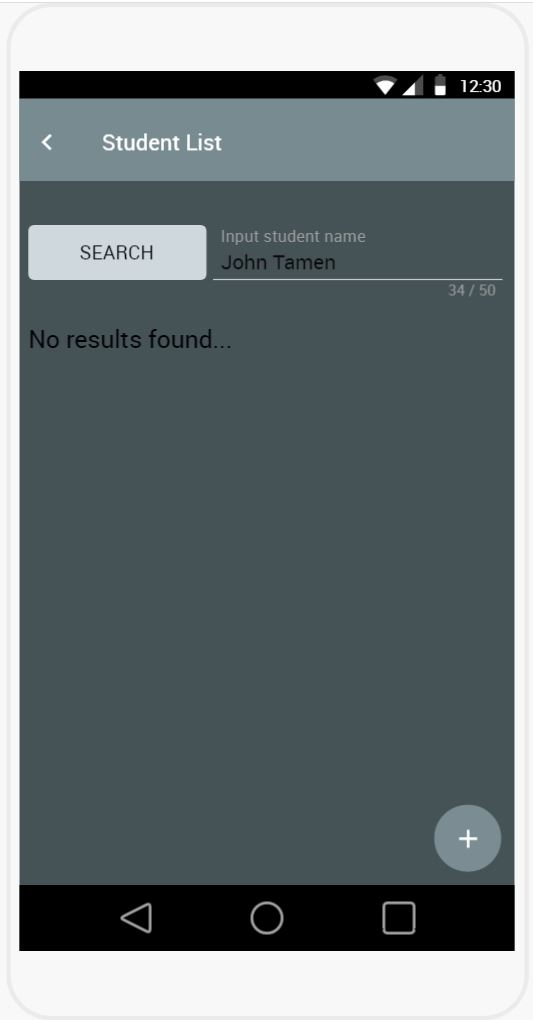 12:30
Student List
SEARCH
Input student name
John Tamen
34 / 50
No results found...
+